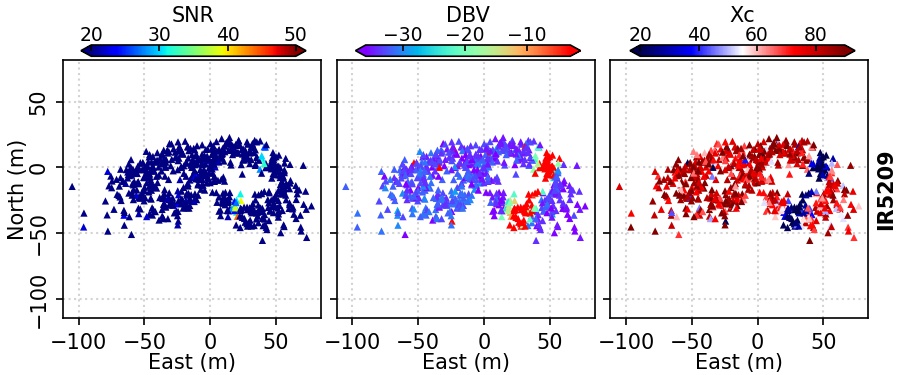 SNR DBV Xc
20 30 40 50 −30 −20 −10 20 40 60 80
50
0
−50
−100
North (m)
IR5209
−100 −50 0 50 −100 −50 0 50 −100 −50 0 50
East (m) East (m) East (m)